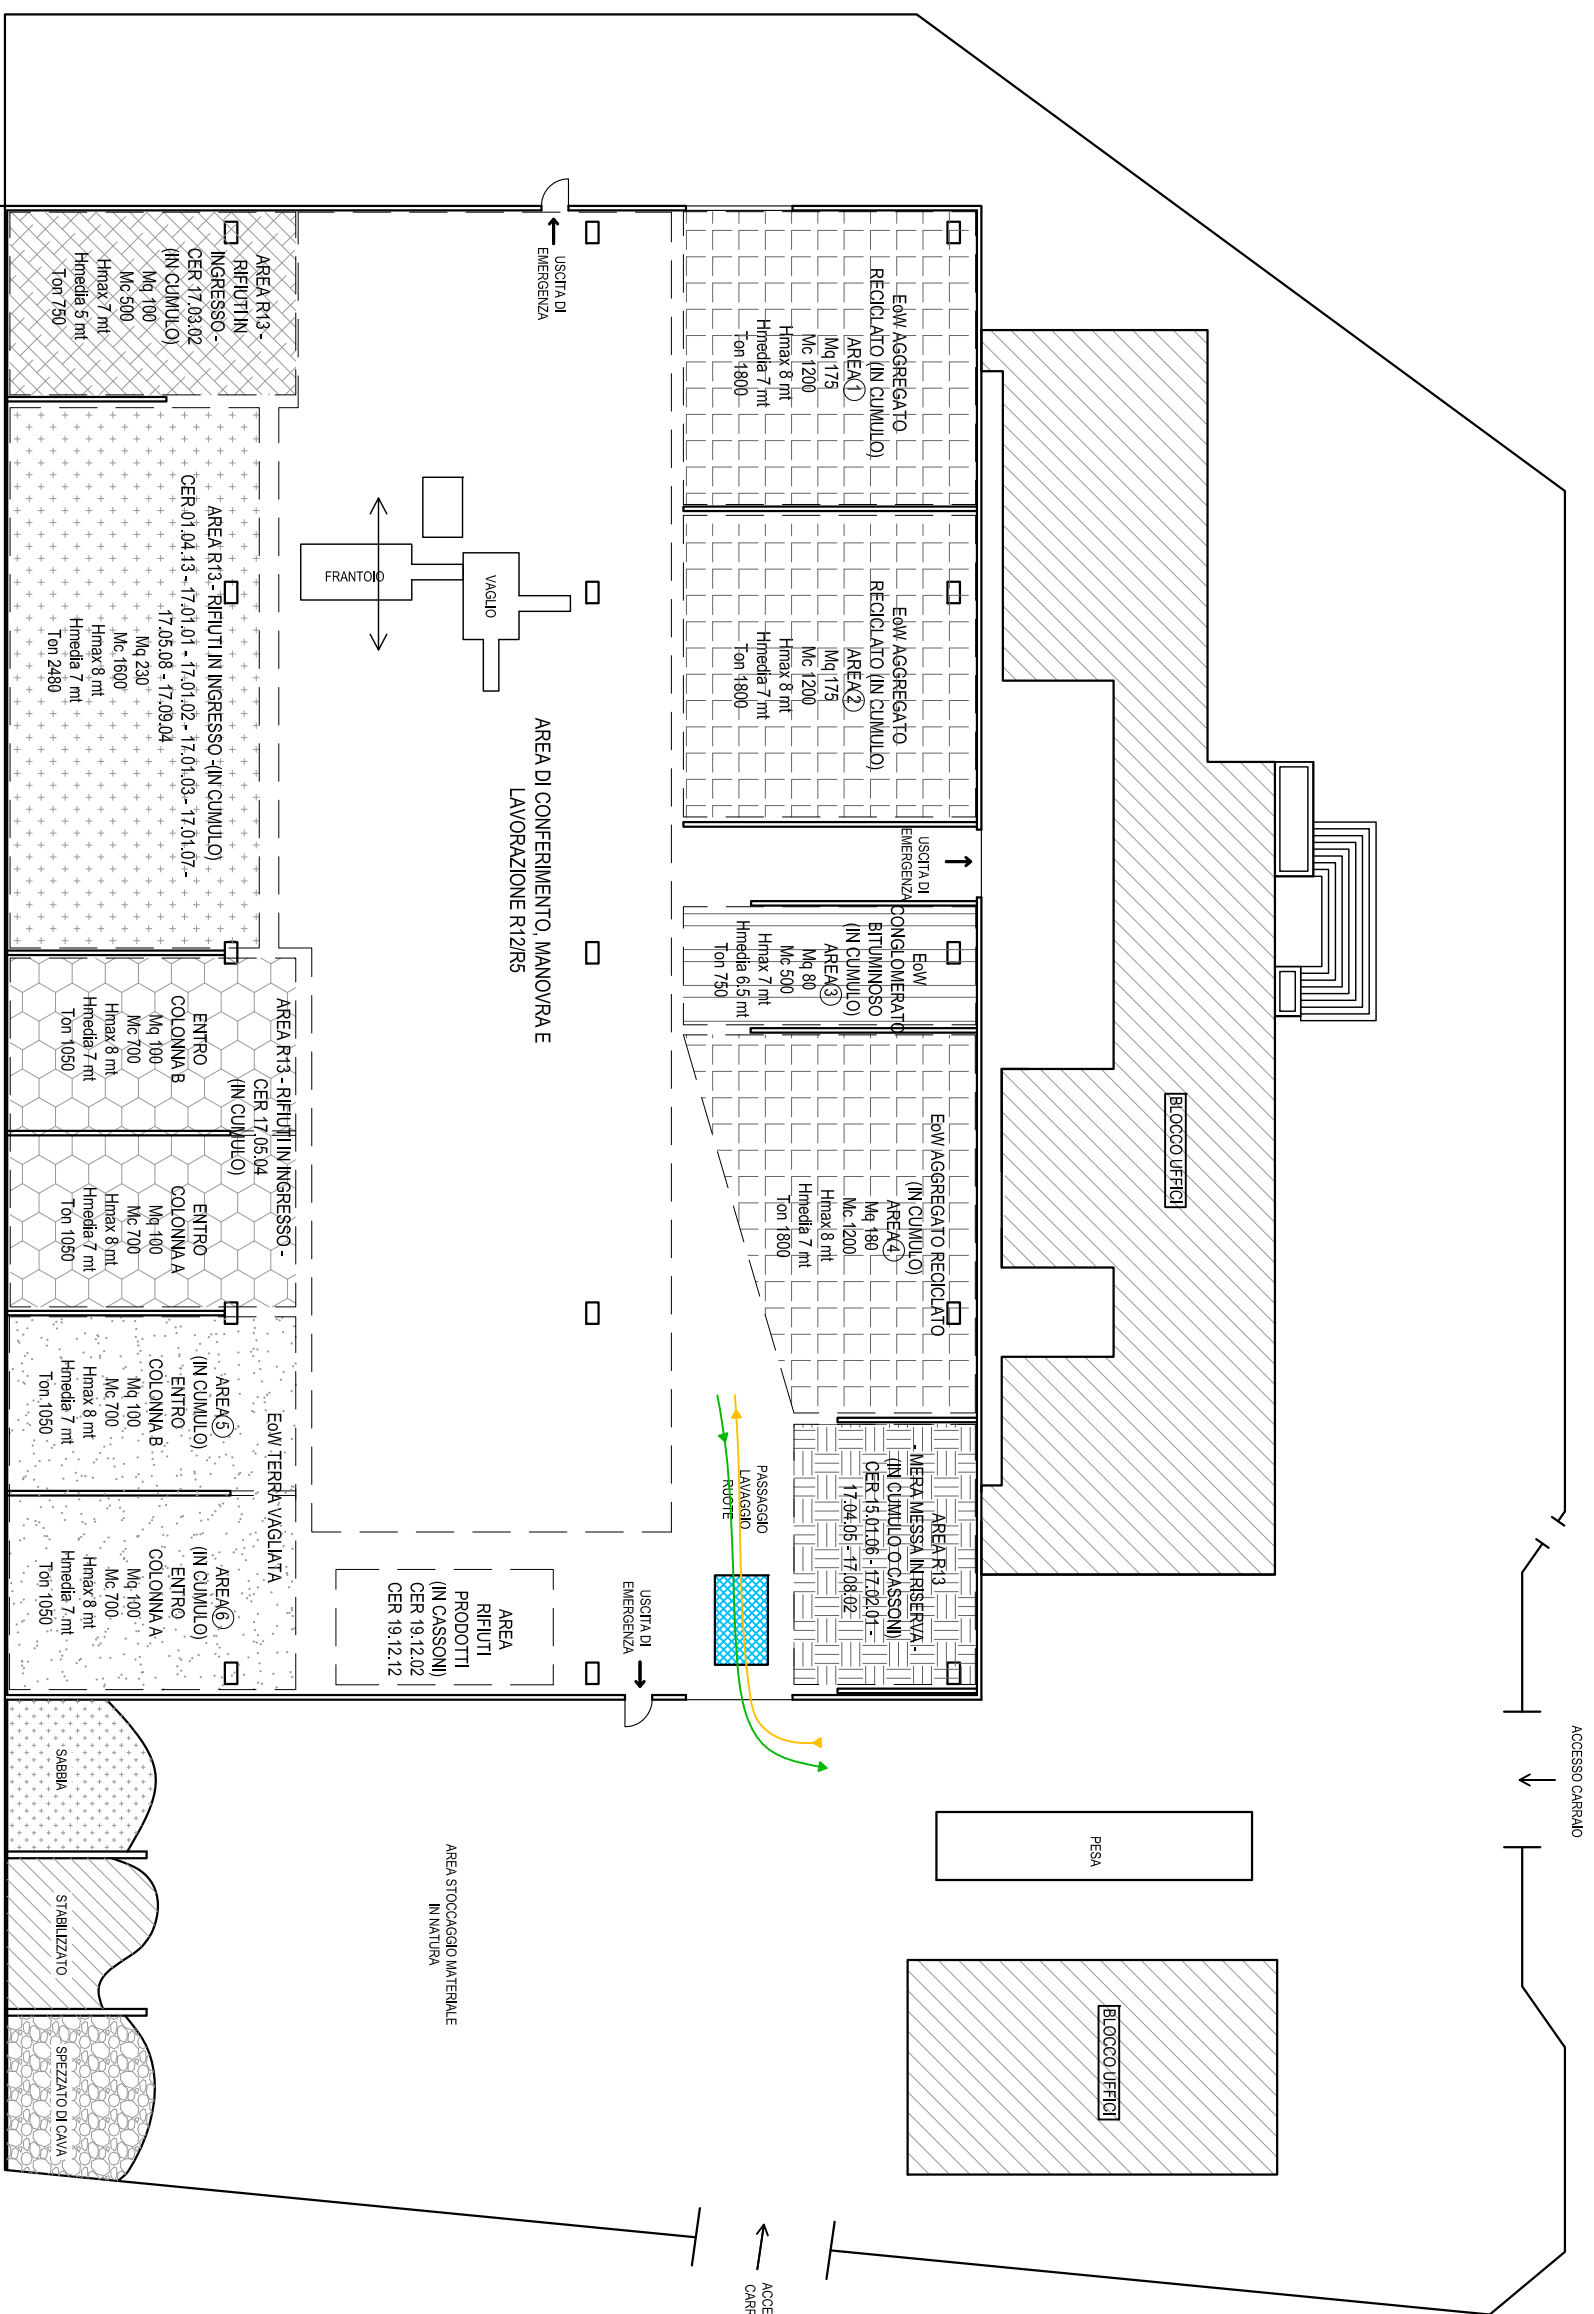 BLOCCO UFFICI
ACCESSO CARRAIO
PESA
BLOCCO UFFICI
ACCE
CARR
EoW AGGREGATO
RECICLATO (IN CUMULO)
AREA 1
Mq 175
Mc 1200
Hmax 8 mt
Hmedia 7 mt
Ton 1800
EoW AGGREGATO
RECICLATO (IN CUMULO)
AREA 2
Mq 175
Mc 1200
Hmax 8 mt
Hmedia 7 mt
Ton 1800
USCITA DI
EMERGENZA
EoW
CONGLOMERATO
BITUMINOSO
(IN CUMULO)
AREA 3
Mq 80
Mc 500
Hmax 7 mt
Hmedia 6.5 mt
Ton 750
EoW AGGREGATO RECICLATO
(IN CUMULO)
AREA 4
Mq 180
Mc 1200
Hmax 8 mt
Hmedia 7 mt
Ton 1800
AREA R13
- MERA MESSA IN RISERVA -
(IN CUMULO O CASSONI)
CER 15.01.06 - 17.02.01 -
17.04.05 - 17.08.02
PASSAGGIO
LAVAGGIO
RUOTE
USCITA DI
EMERGENZA
USCITA DI
EMERGENZA
FRANTOIO
VAGLIO
AREA DI CONFERIMENTO, MANOVRA E
LAVORAZIONE R12/R5
AREA
RIFIUTI
PRODOTTI
(IN CASSONI)
CER 19.12.02
CER 19.12.12
AREA STOCCAGGIO MATERIALE
IN NATURA
AREA R13 -
RIFIUTI IN
INGRESSO -
CER 17.03.02
(IN CUMULO)
Mq 100
Mc 500
Hmax 7 mt
Hmedia 5 mt
Ton 750
AREA R13 - RIFIUTI IN INGRESSO -(IN CUMULO)
CER 01.04.13 - 17.01.01 - 17.01.02 - 17.01.03 - 17.01.07 -
17.05.08 - 17.09.04
Mq 230
Mc 1600
Hmax 8 mt
Hmedia 7 mt
Ton 2480
AREA R13 - RIFIUTI IN INGRESSO -
CER 17.05.04
(IN CUMULO)
ENTRO
COLONNA B
Mq 100
Mc 700
Hmax 8 mt
Hmedia 7 mt
Ton 1050
ENTRO
COLONNA A
Mq 100
Mc 700
Hmax 8 mt
Hmedia 7 mt
Ton 1050
EoW TERRA VAGLIATA
AREA 5
(IN CUMULO)
ENTRO
COLONNA B
Mq 100
Mc 700
Hmax 8 mt
Hmedia 7 mt
Ton 1050
AREA 6
(IN CUMULO)
ENTRO
COLONNA A
Mq 100
Mc 700
Hmax 8 mt
Hmedia 7 mt
Ton 1050
SABBIA
STABILIZZATO
SPEZZATO DI CAVA